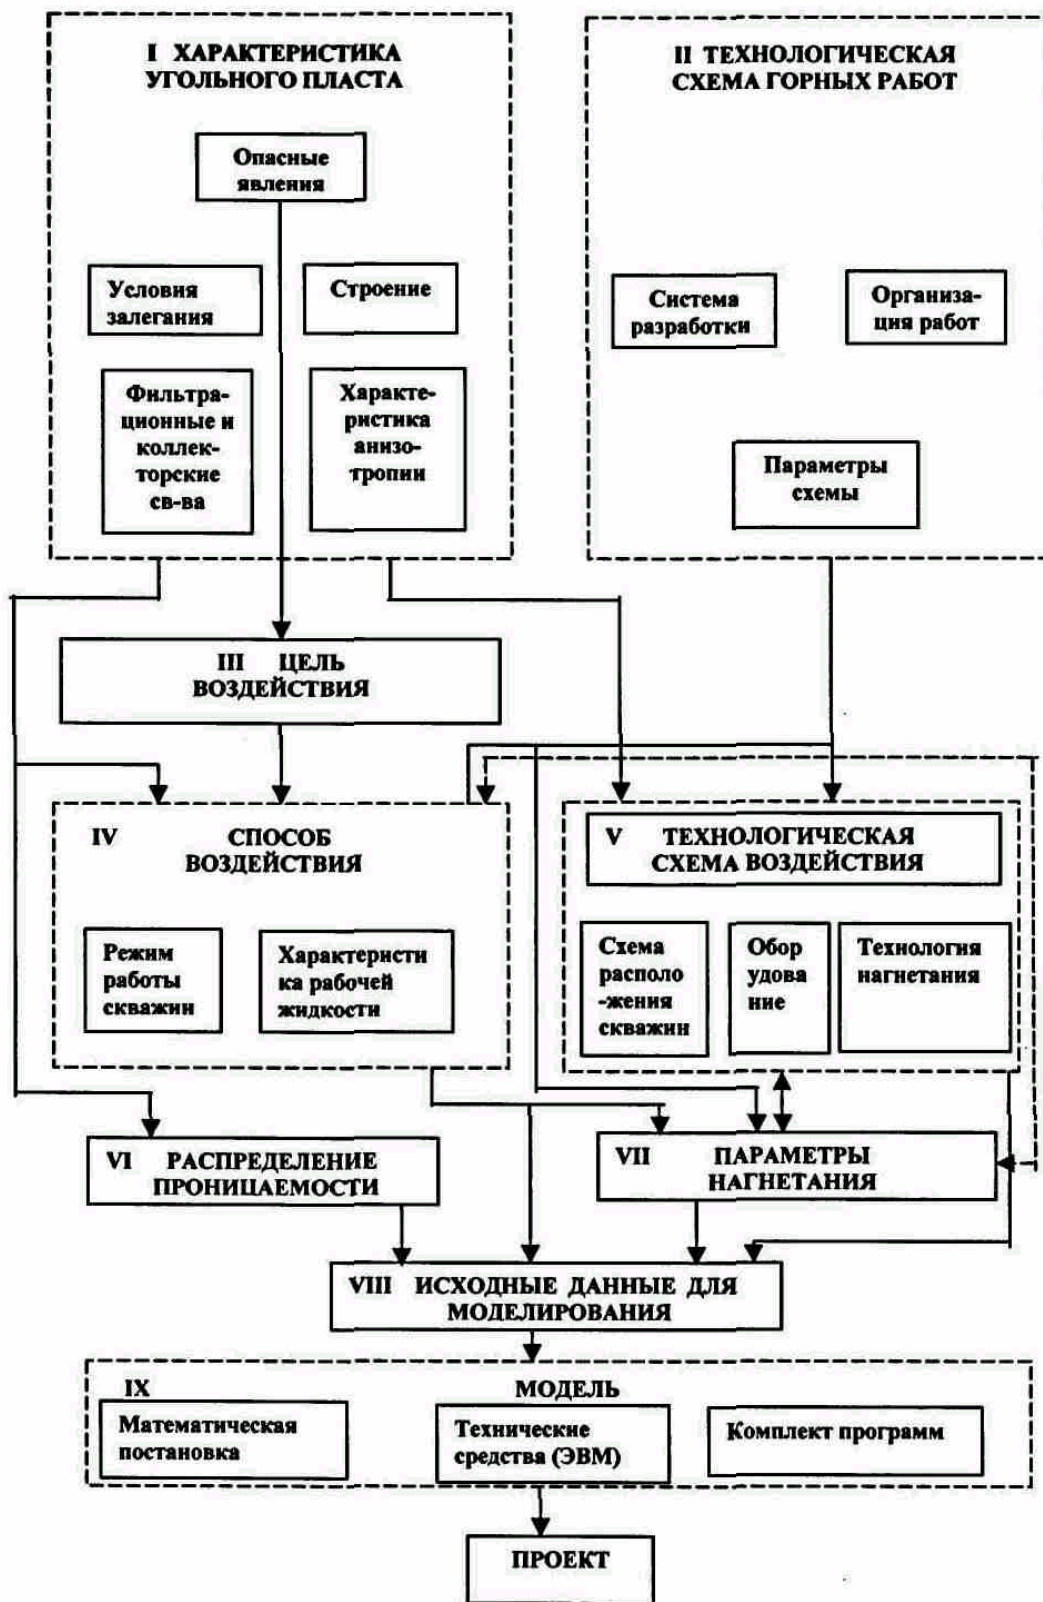 I ХАРАКТЕРИСТИКА
УГОЛЬНОГО ПЛАСТА
Опасные
явления
Условия
залегания
Строение
Фильтра-
ционные и
коллек-
торские
св-ва
Характе-
ристика
анизо-
тропии
II ТЕХНОЛОГИЧЕСКАЯ
СХЕМА ГОРНЫХ РАБОТ
Система
разработки
Организа-
ция работ
Параметры
схемы
III ЦЕЛЬ
ВОЗДЕЙСТВИЯ
IV СПОСОБ
ВОЗДЕЙСТВИЯ
Режим
работы
скважин
Характеристи
ка рабочей
жидкости
V ТЕХНОЛОГИЧЕСКАЯ
СХЕМА ВОЗДЕЙСТВИЯ
Схема
располо
-жения
скважин
Обор
удова
ние
Технология
нагнетания
VI РАСПРЕДЕЛЕНИЕ
ПРОНИЦАЕМОСТИ
VII ПАРАМЕТРЫ
НАГНЕТАНИЯ
VIII ИСХОДНЫЕ ДАННЫЕ ДЛЯ
МОДЕЛИРОВАНИЯ
IX МОДЕЛЬ
Математическая
постановка
Технические
средства (ЭВМ)
Комплект программ
ПРОЕКТ